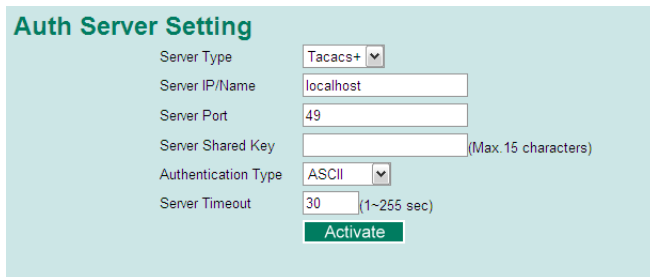 Auth Server Setting
Server Type Tacacs+
Server IP/Name localhost
Server Port 49
Server Shared Key (Max.15 characters)
Authentication Type ASCII
Server Timeout 30 (1~255 sec)
Activate